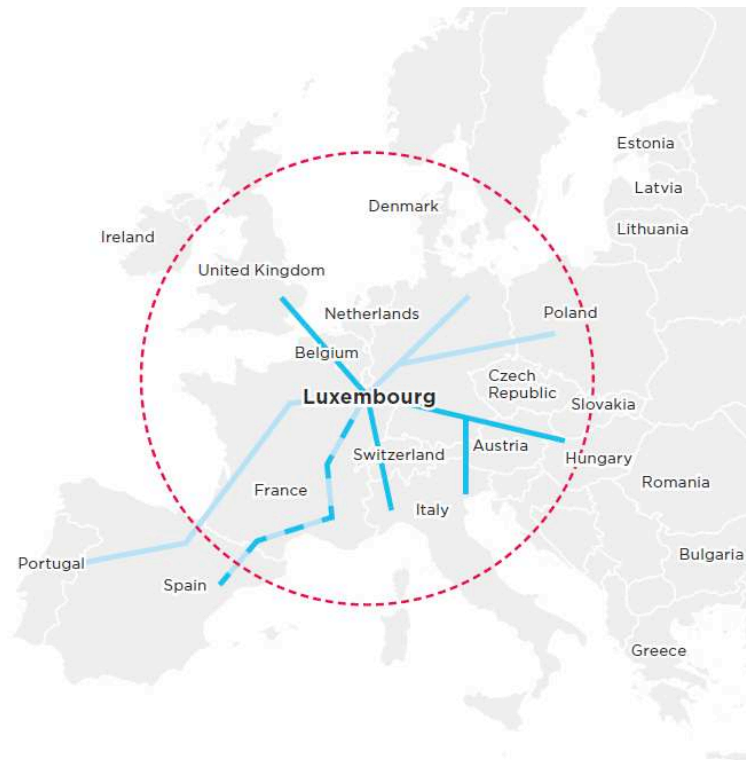 Estonia
Latvia
Denmark
Lithuania
Ireland
United Kingdom
Netherlands
Poland
Belgium
Czech
Republic
Luxembourg
Slovakia
Austria
Switzerland
Hungary
Romania
France
Italy
Bulgaria
Portugal
Spain
Greece